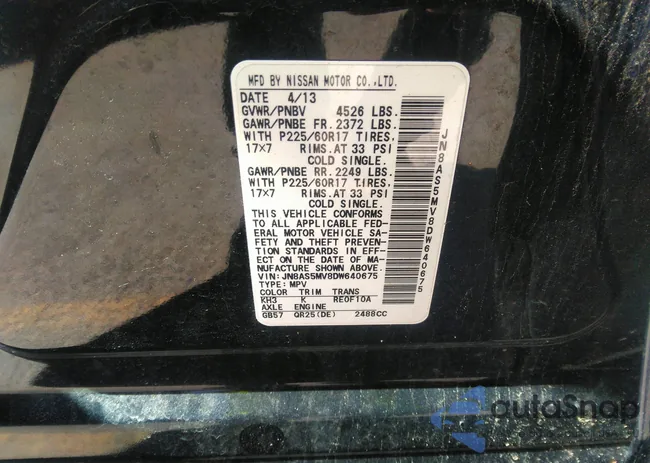 MFD BY NISSAN MOTOR CO.,LTD.
DATE 4/13
GVWR/PNBV 4526 LBS.
GAWR/PNBE FR. 2372 LBS.
WITH P225/60R17 TIRES,
17×7 RIMS.AT 33 PSI
COLD SINGLE.
GAWR/PNBE RR. 2249 LBS.
WITH P225/60R17 TIRES,
17×7 RIMS.AT 33 PSI
COLD SINGLE.
THIS VEHICLE CONFORMS
TO ALL APPLICABLE FED-
ERAL MOTOR VEHICLE SA-
FETY AND THEFT PREVEN-
TION STANDARDS IN EFF-
ECT ON THE DATE OF MA-
NUFACTURE SHOWN ABOVE.
VIN: JN8AS5MV8DW640675
TYPE: MPV
COLOR TRIM TRANS
KH3 K RE0F10A
AXLE ENGINE
GB57 QR25(DE) 2488CC
JN8AS5MV8DW640675
autoSnap